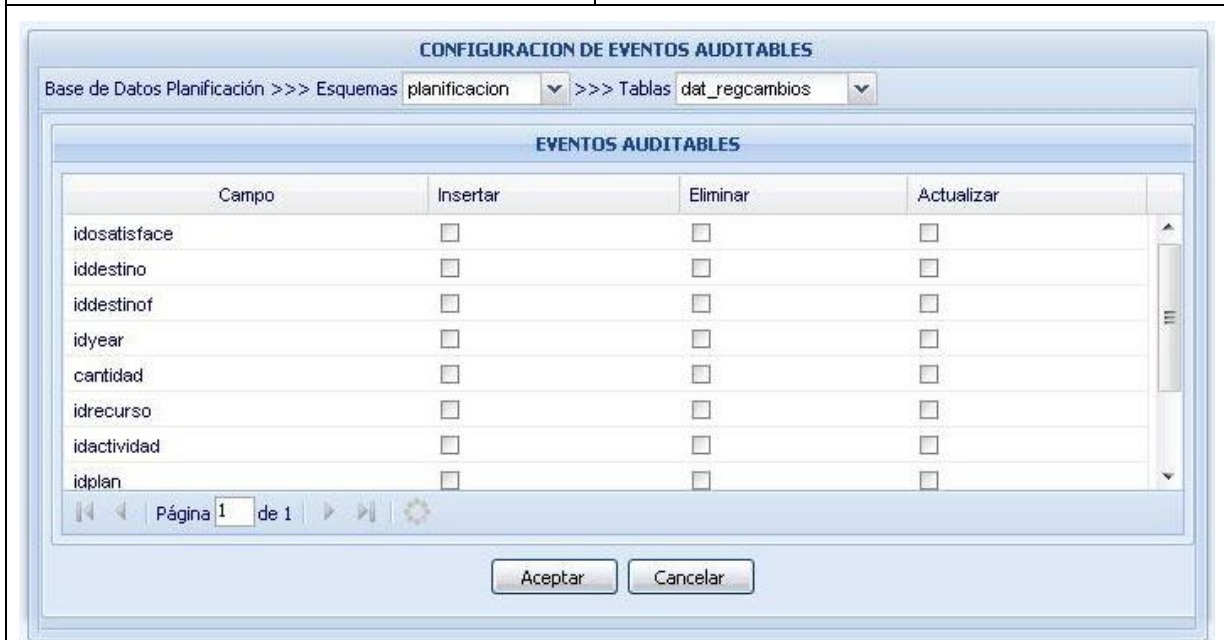 CONFIGURACION DE EVENTOS AUDITABLES
Base de Datos Planificación >>> Esquemas planificacion >>> Tablas dat_regcambios
EVENTOS AUDITABLES
Campo Insertar Eliminar Actualizar
idosatisface
iddestino
iddestinof
idyear
cantidad
idrecurso
idactividad
idplan
Página 1 de 1
Aceptar Cancelar